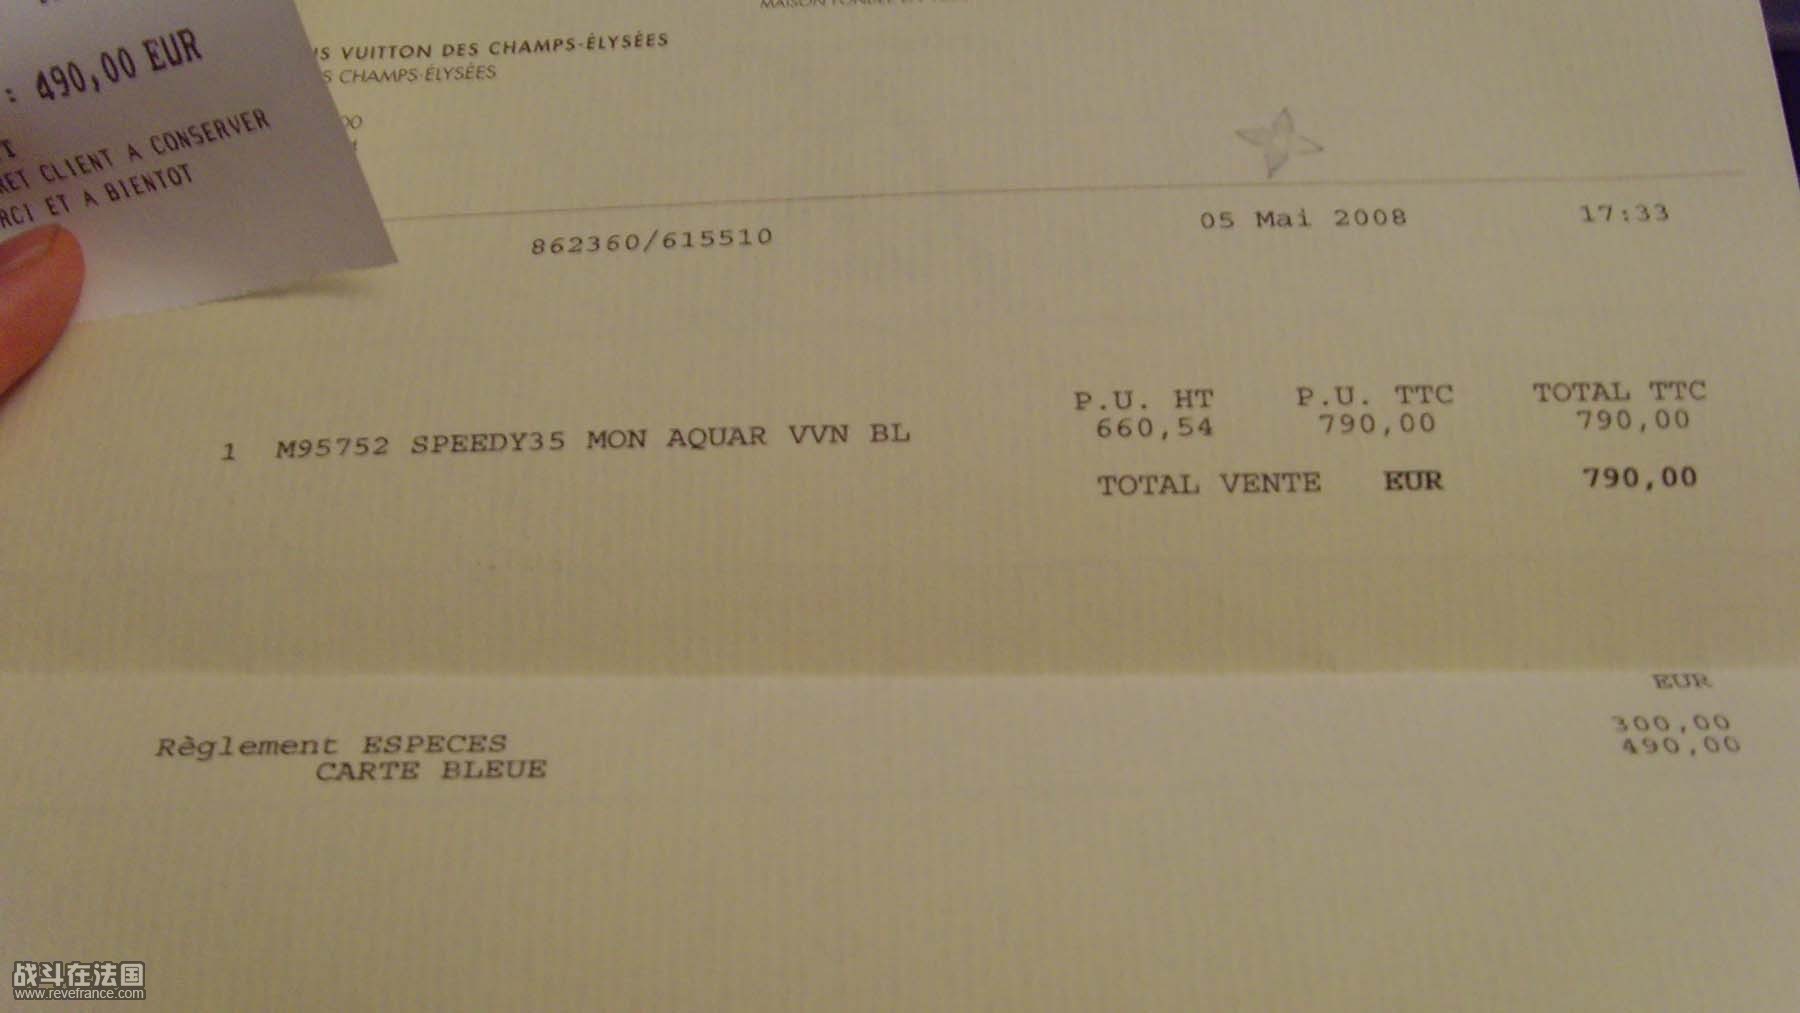 : 490,00 EUR
CLIENT A CONSERVER
ET A BIENTOT
VUITTON DES CHAMPS-ÉLYSÉES
CHAMPS-ÉLYSÉES
862360/615510 05 Mai 2008 17:33
P.U. HT P.U. TTC TOTAL TTC
1 M95752 SPEEDY35 MON AQUAR VVN BL 660,54 790,00 790,00
TOTAL VENTE EUR 790,00
EUR
Règlement ESPECES 300,00
CARTE BLEUE 490,00
战斗在法国
www.revefrance.com